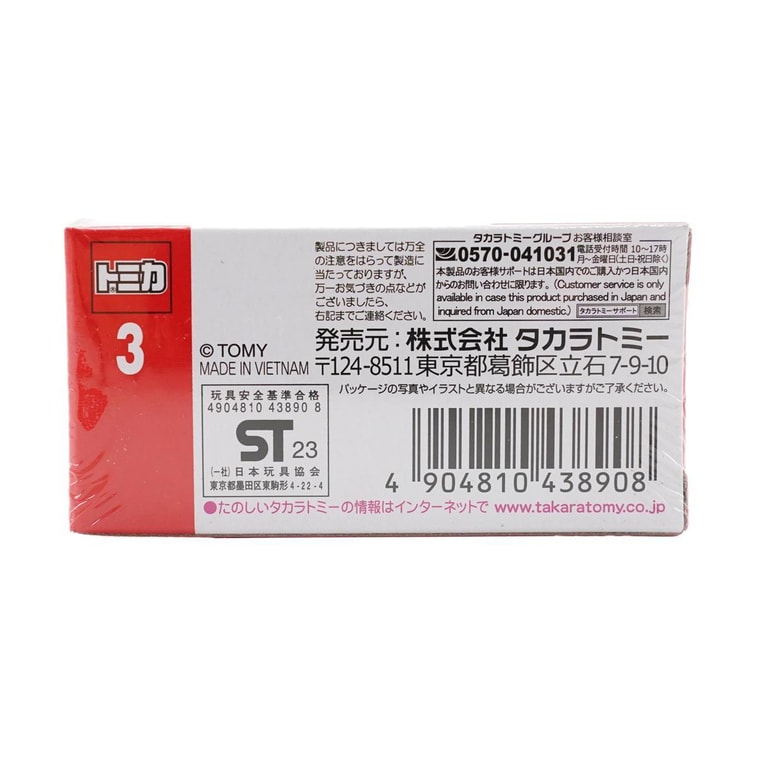 トミカ
®
3
製品につきましては万全
の注意をはらって製造に
当たっておりますが、
万一お気づきの点などが
ございましたら、
右記までご連絡ください。
タカラトミーグループ お客様相談室
0570-041031 電話受付時間 10〜17時
月〜金曜日(土日・祝日除く)
本製品のお客様サポートは日本国内でのご購入かつ日本国内
からのお問い合わせに限ります。(Customer service is only
available in case this product purchased in Japan and
inquired from Japan domestic.) タカラトミーサポート 検索
© TOMY
MADE IN VIETNAM
発売元:株式会社 タカラトミー
〒124-8511 東京都葛飾区立石7-9-10
パッケージの写真やイラストと異なる場合がございますがご了承ください。
玩具安全基準合格
4904810 43890 8
ST 23
(一社)日本玩具協会
東京都墨田区東駒形4-22-4
4 904810 438908
●たのしいタカラトミーの情報はインターネットで www.takaratomy.co.jp